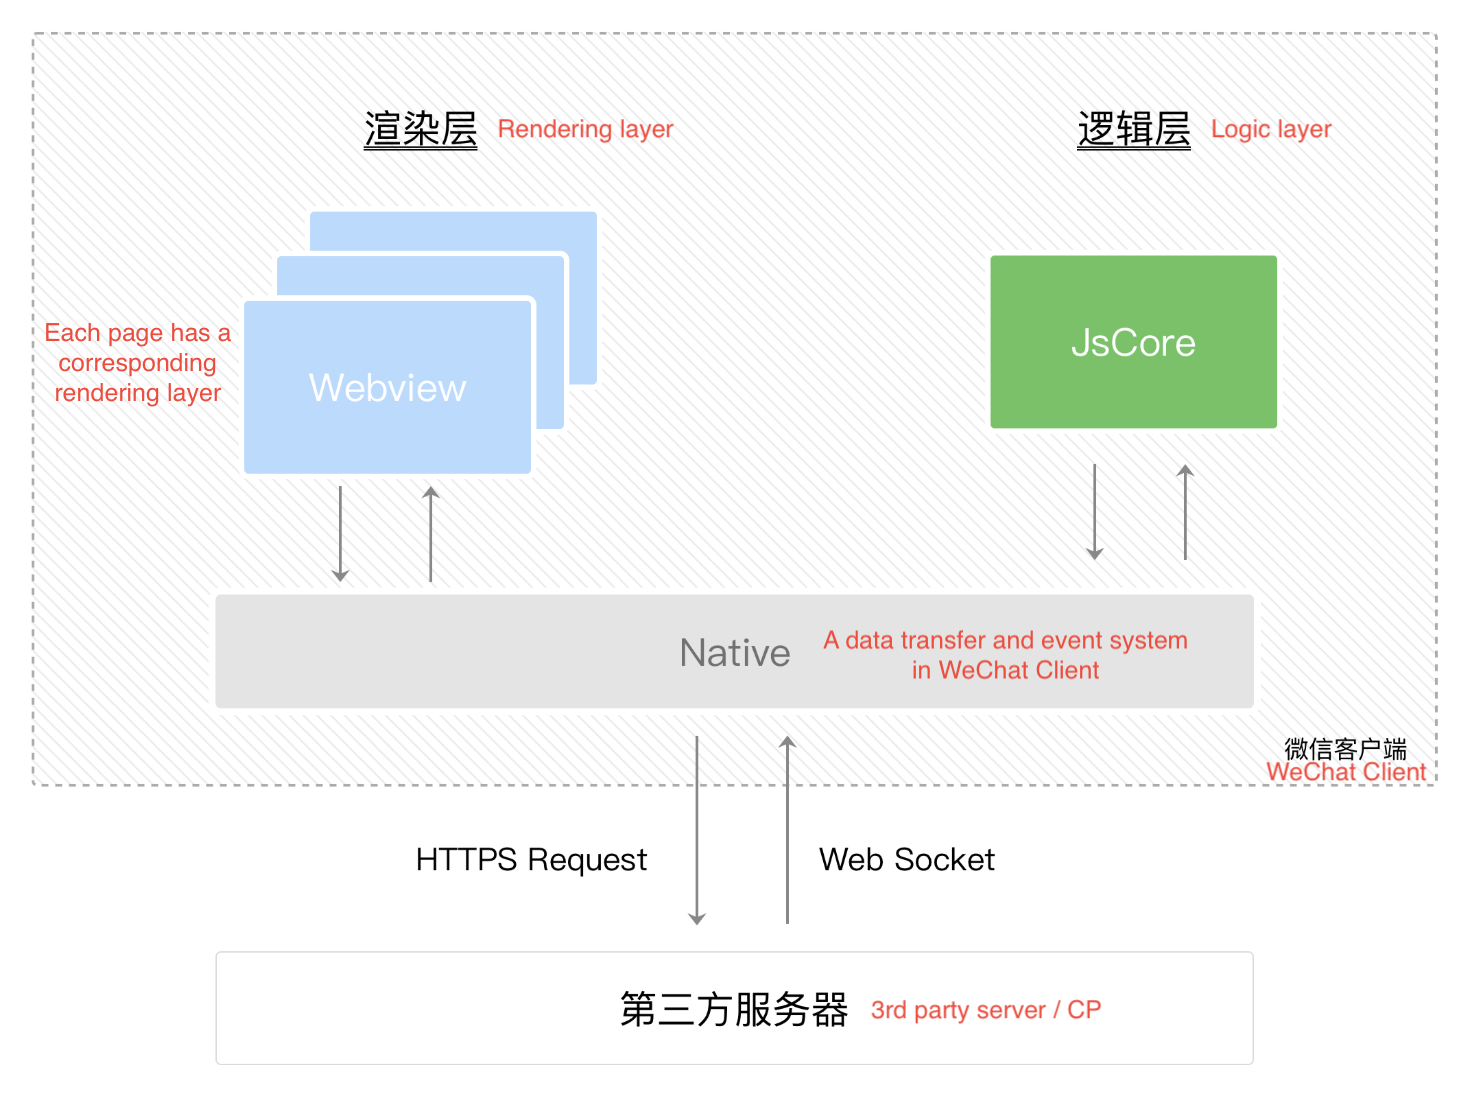 渲染层 Rendering layer
逻辑层 Logic layer
Each page has a
corresponding
rendering layer
Webview
JsCore
Native
A data transfer and event system
in WeChat Client
微信客户端
WeChat Client
HTTPS Request
Web Socket
第三方服务器 3rd party server / CP